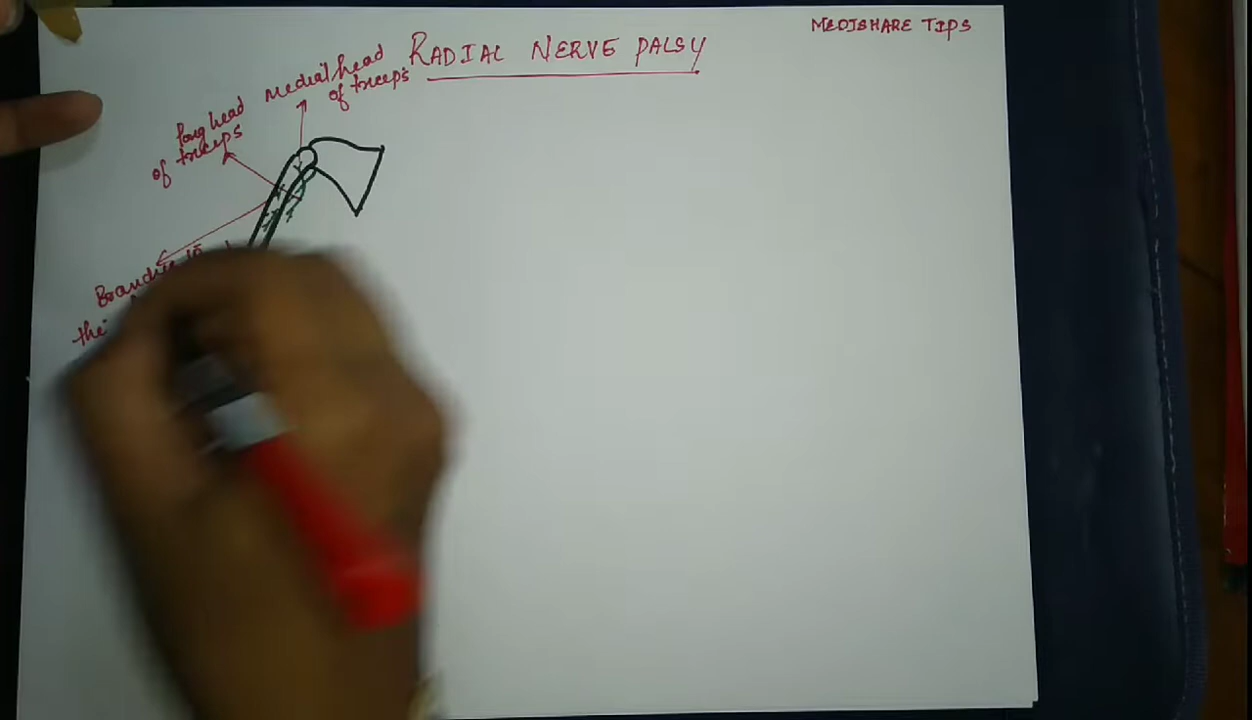 MEDISHARE TIPS
RADIAL NERVE PALSY
Medial head
of triceps
long head
of triceps